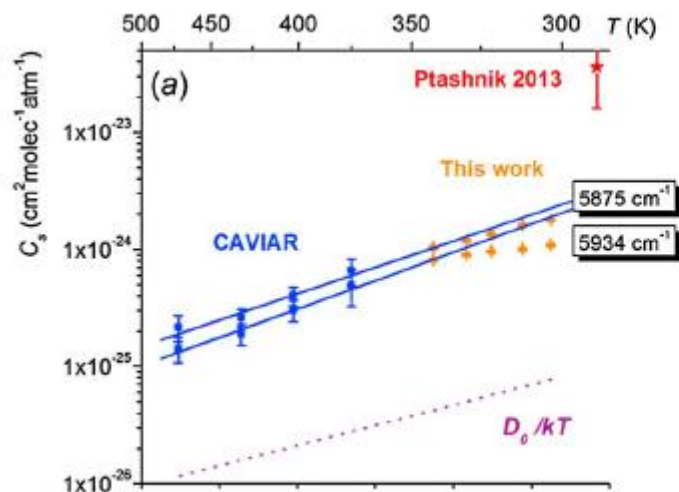 500 450 400 350 300 T (K)
(a)
Ptashnik 2013
1x10⁻²³
This work
5875 cm⁻¹
CAVIAR
1x10⁻²⁴
5934 cm⁻¹
1x10⁻²⁵
D₀/kT
1x10⁻²⁶
Cₛ (cm²molec⁻¹atm⁻¹)